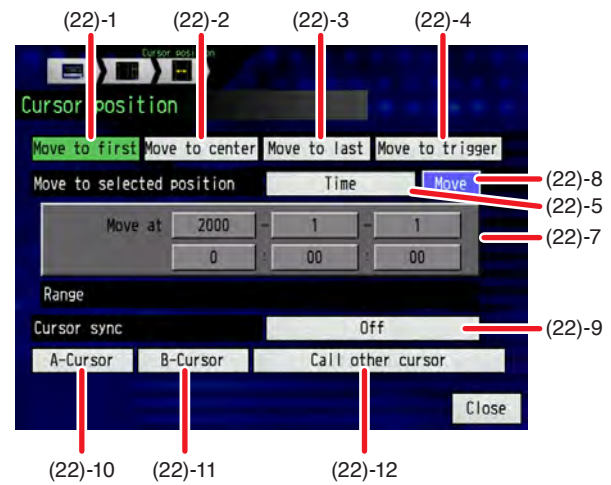 (22)-1 (22)-2 (22)-3 (22)-4
Cursor position
Cursor position
Move to first Move to center Move to last Move to trigger
Move to selected position Time Move (22)-8
(22)-5
Move at 2000 - 1 - 1 (22)-7
0 : 00 : 00
Range
Cursor sync Off (22)-9
A-Cursor B-Cursor Call other cursor
Close
(22)-10 (22)-11 (22)-12